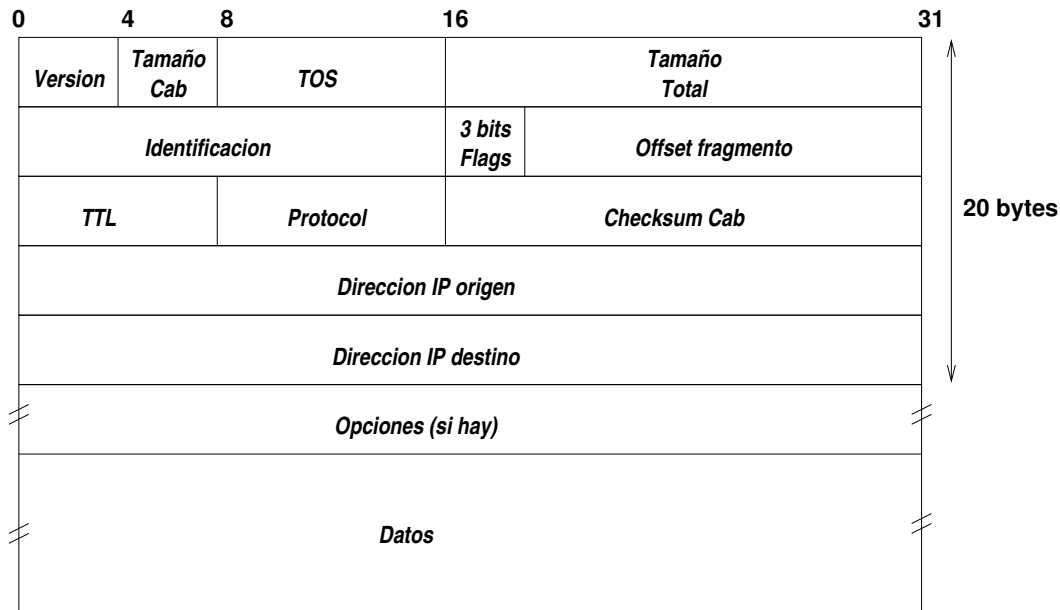 0 4 8 16 31
Version
Tamaño
Cab
TOS
Tamaño
Total
Identificacion
3 bits
Flags
Offset fragmento
TTL
Protocol
Checksum Cab
20 bytes
Direccion IP origen
Direccion IP destino
Opciones (si hay)
Datos